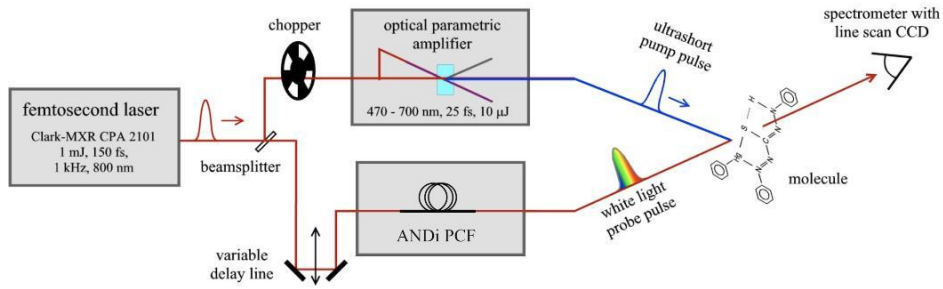 chopper
optical parametric
amplifier
470 - 700 nm, 25 fs, 10 μJ
ultrashort
pump pulse
spectrometer with
line scan CCD
femtosecond laser
Clark-MXR CPA 2101
1 mJ, 150 fs,
1 kHz, 800 nm
beamsplitter
variable
delay line
ANDi PCF
white light
probe pulse
H
S
N
N
C
N
Hg
N
N
molecule